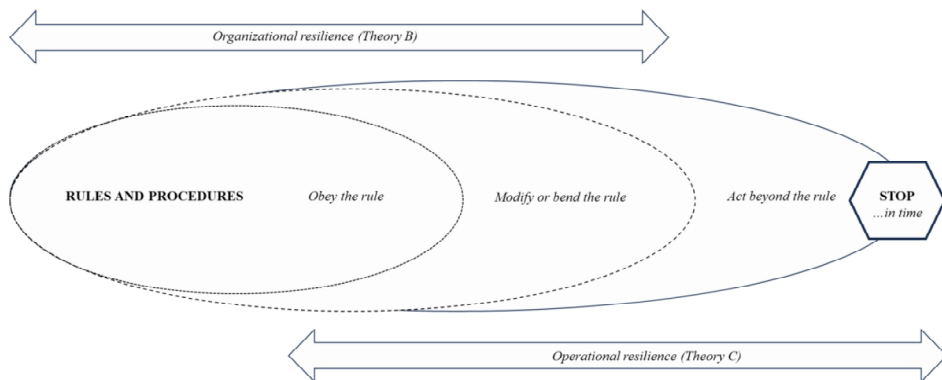 Organizational resilience (Theory B)
RULES AND PROCEDURES
Obey the rule
Modify or bend the rule
Act beyond the rule
STOP
...in time
Operational resilience (Theory C)